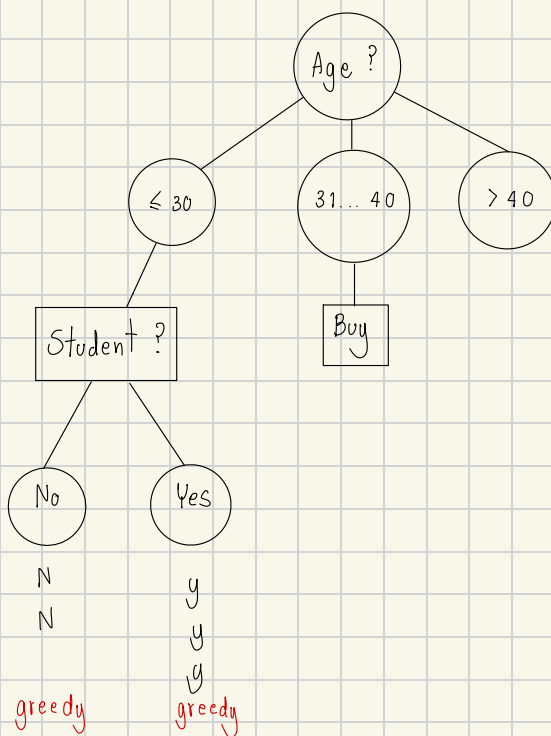 Age ?
≤ 30
31... 40
> 40
Student ?
Buy
No
Yes
N
N
y
y
y
greedy
greedy